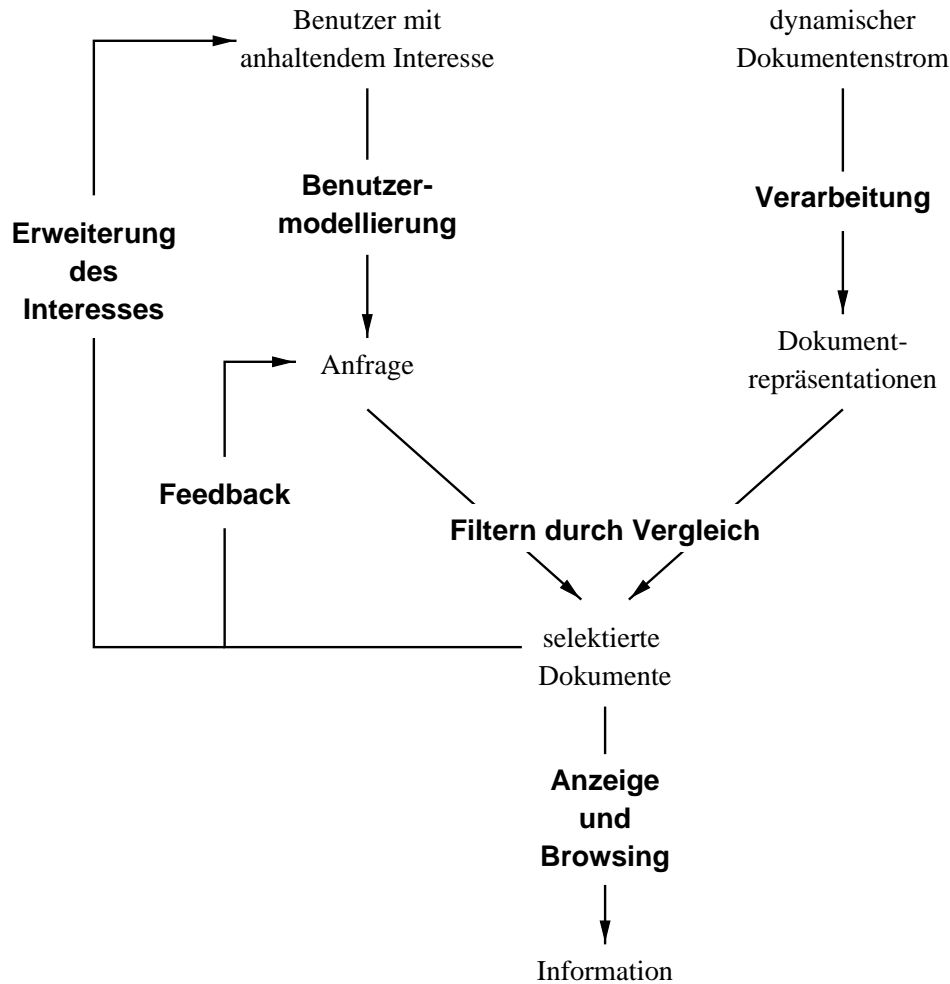 Benutzer mit
anhaltendem Interesse
dynamischer
Dokumentenstrom
Benutzer-
modellierung
Verarbeitung
Erweiterung
des
Interesses
Anfrage
Dokument-
repräsentationen
Feedback
Filtern durch Vergleich
selektierte
Dokumente
Anzeige
und
Browsing
Information